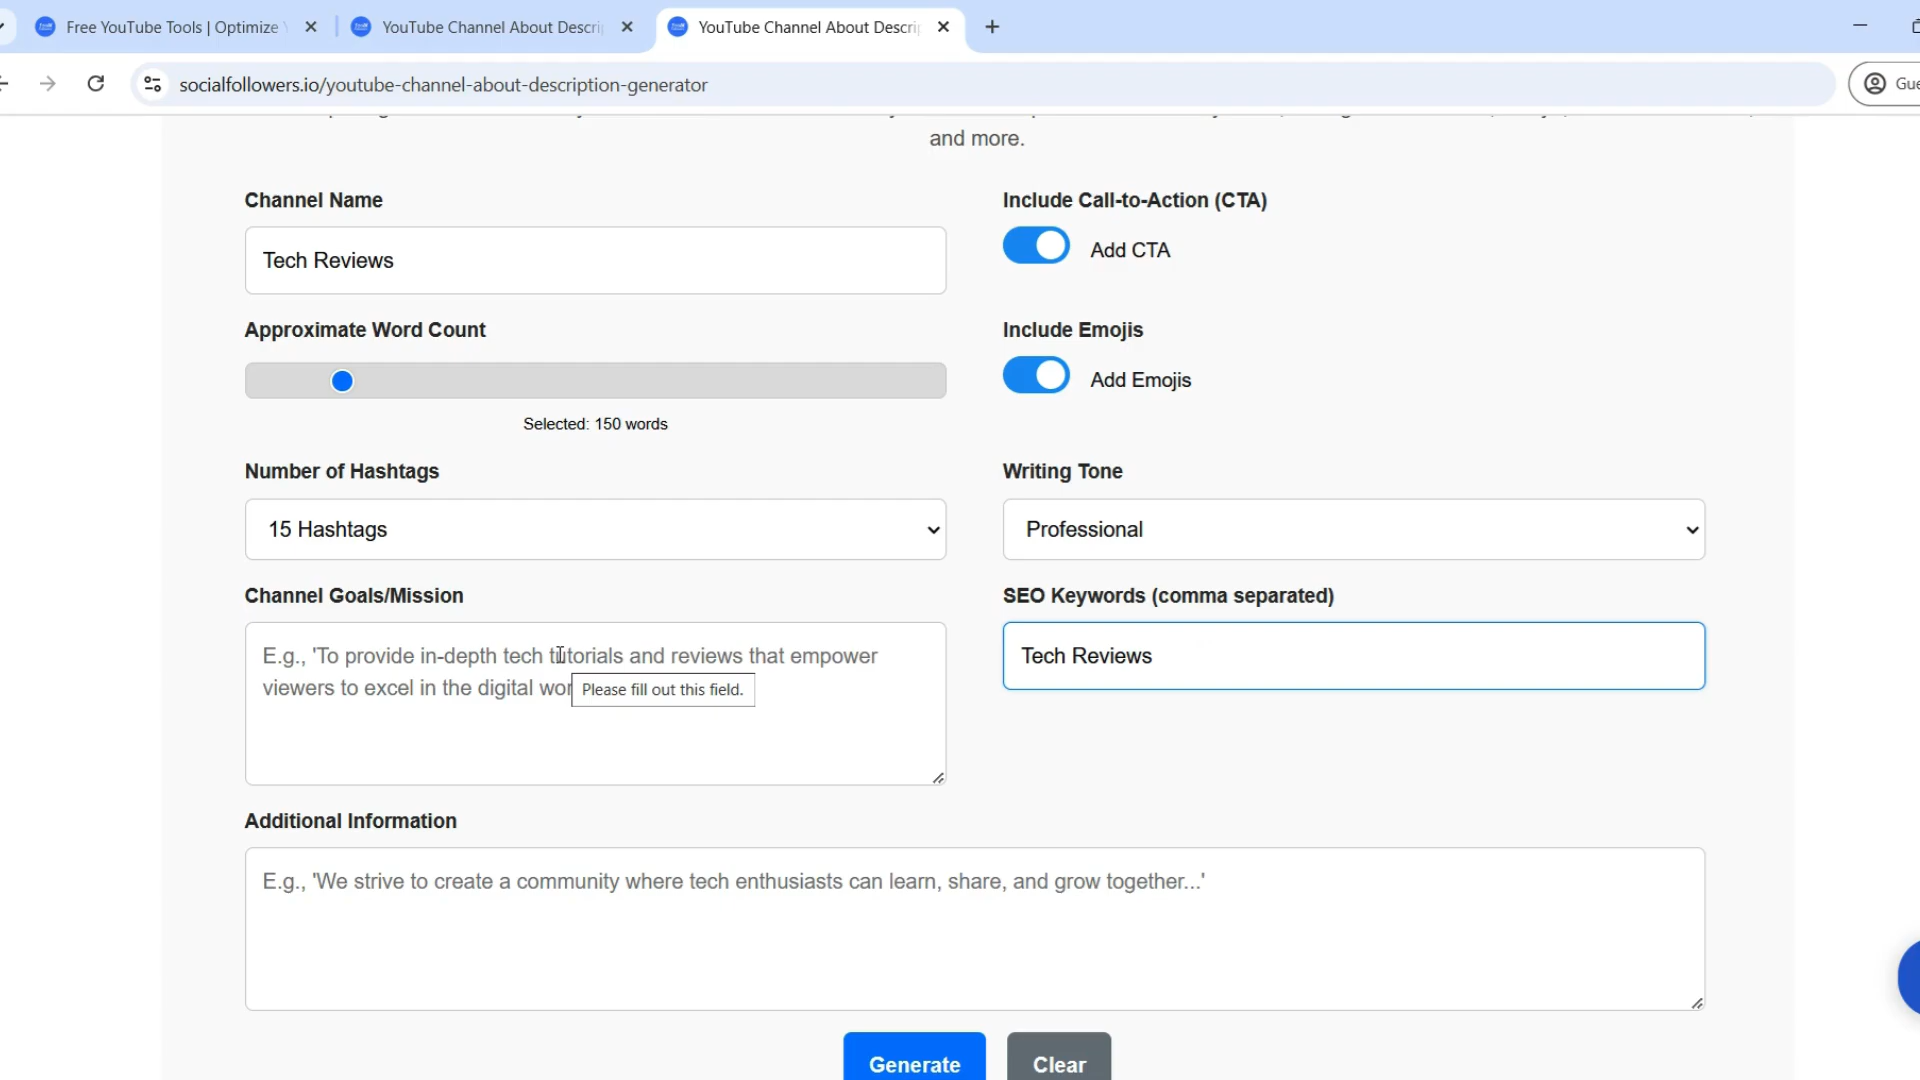 Free YouTube Tools | Optimize
YouTube Channel About Descri
YouTube Channel About Descri
socialfollowers.io/youtube-channel-about-description-generator
Gue
and more.
Channel Name
Include Call-to-Action (CTA)
Tech Reviews
Add CTA
Approximate Word Count
Include Emojis
Add Emojis
Selected: 150 words
Number of Hashtags
Writing Tone
15 Hashtags
Professional
Channel Goals/Mission
SEO Keywords (comma separated)
E.g., 'To provide in-depth tech tutorials and reviews that empower
Tech Reviews
viewers to excel in the digital wor
Please fill out this field.
Additional Information
E.g., 'We strive to create a community where tech enthusiasts can learn, share, and grow together...'
Generate
Clear